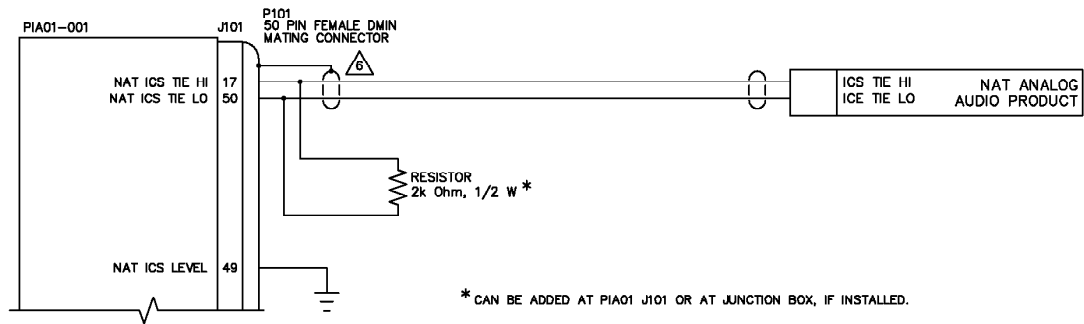 PIA01-001
J101
P101
50 PIN FEMALE DMIN
MATING CONNECTOR
6
NAT ICS TIE HI 17
NAT ICS TIE LO 50
ICS TIE HI
ICE TIE LO
NAT ANALOG
AUDIO PRODUCT
RESISTOR
2k Ohm, 1/2 W *
NAT ICS LEVEL 49
* CAN BE ADDED AT PIA01 J101 OR AT JUNCTION BOX, IF INSTALLED.